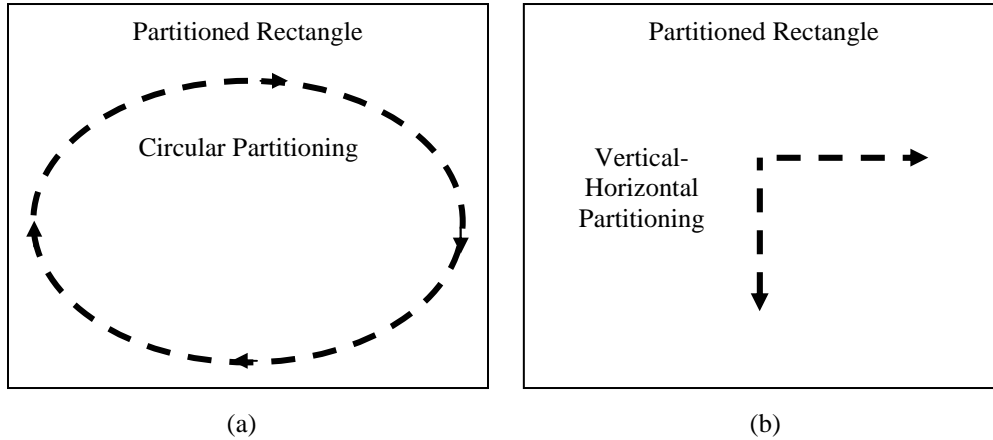 Partitioned Rectangle
Circular Partitioning
(a)
Partitioned Rectangle
Vertical-
Horizontal
Partitioning
(b)